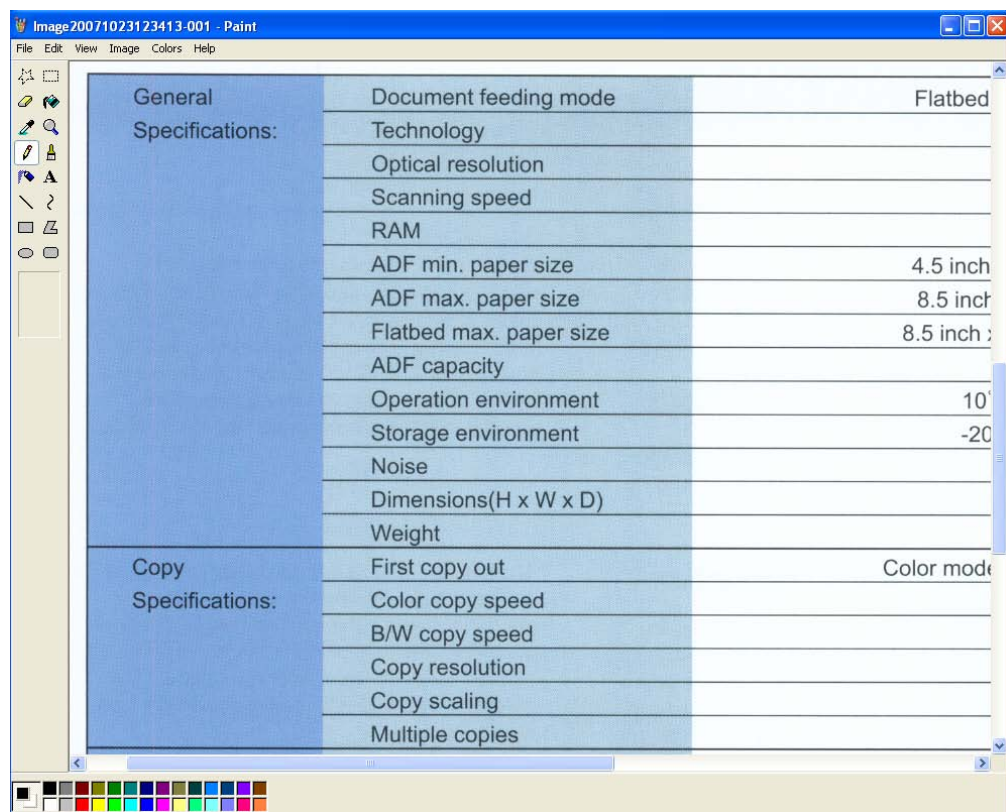 Image20071023123413-001 - Paint
File Edit View Image Colors Help
General Document feeding mode Flatbed
Specifications: Technology
Optical resolution
Scanning speed
RAM
ADF min. paper size 4.5 inch
ADF max. paper size 8.5 inch
Flatbed max. paper size 8.5 inch x
ADF capacity
Operation environment 10°
Storage environment -20
Noise
Dimensions(H x W x D)
Weight
Copy First copy out Color mode
Specifications: Color copy speed
B/W copy speed
Copy resolution
Copy scaling
Multiple copies